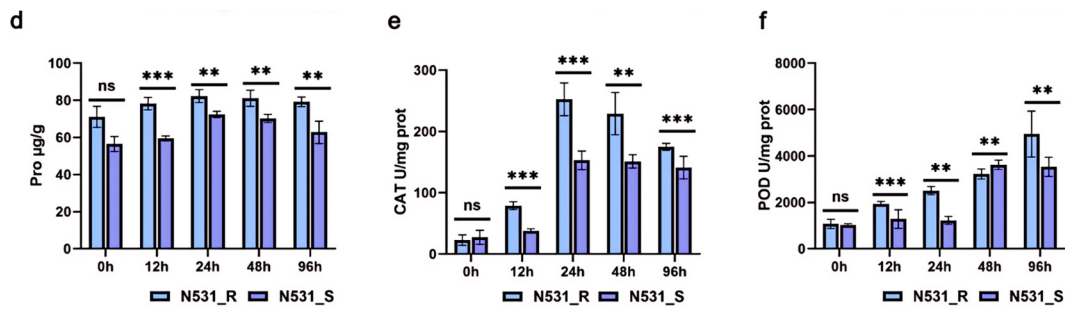 d
Pro µg/g
100
80
60
40
20
0
ns
***
**
**
**
0h
12h
24h
48h
96h
N531_R
N531_S
e
CAT U/mg prot
300
200
100
0
ns
***
***
**
***
0h
12h
24h
48h
96h
N531_R
N531_S
f
POD U/mg prot
8000
6000
4000
2000
0
ns
***
**
**
**
0h
12h
24h
48h
96h
N531_R
N531_S